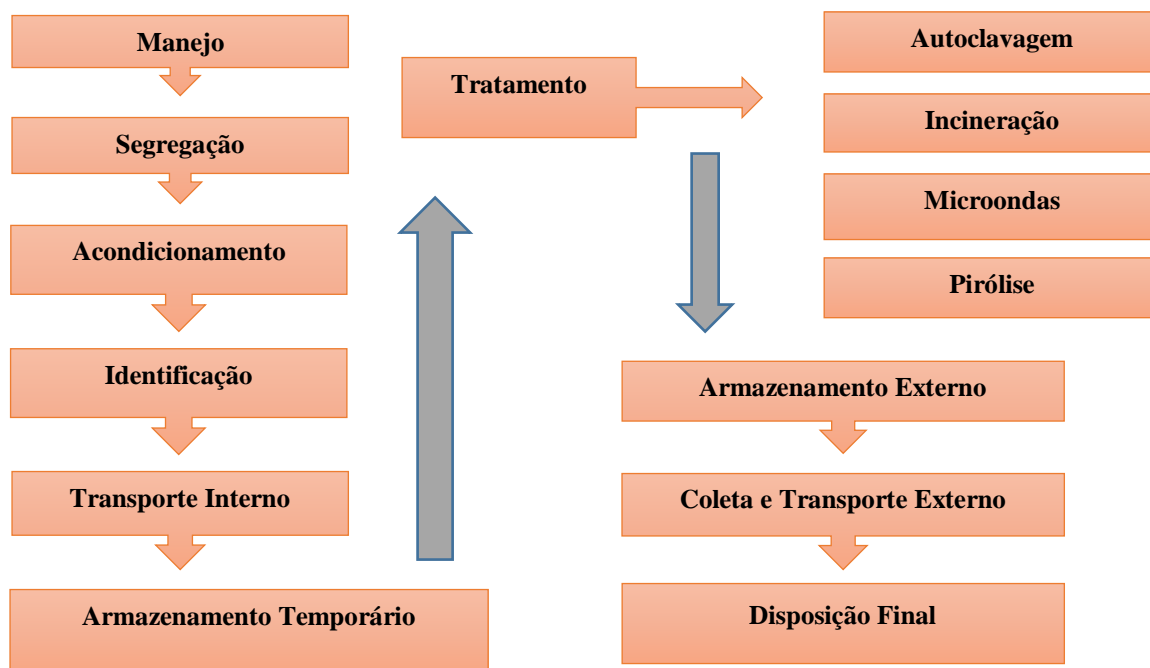 Manejo
Segregação
Acondicionamento
Identificação
Transporte Interno
Armazenamento Temporário
Tratamento
Autoclavagem
Incineração
Microondas
Pirólise
Armazenamento Externo
Coleta e Transporte Externo
Disposição Final